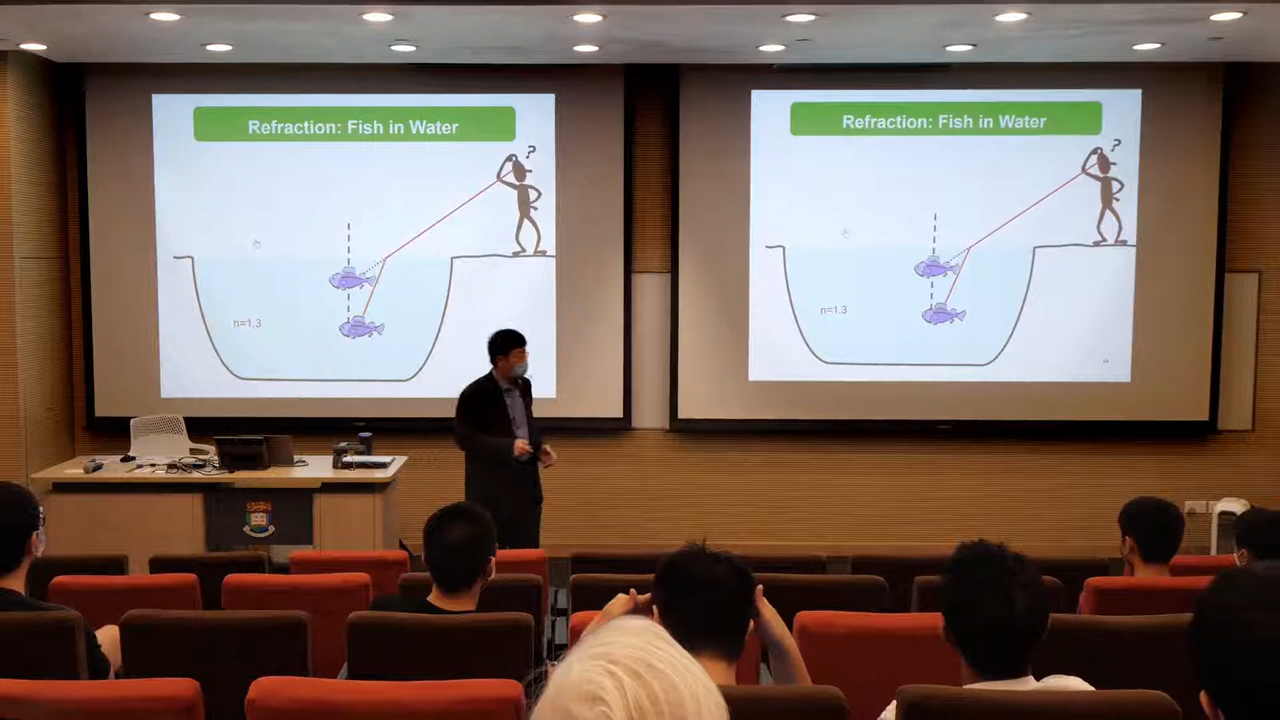 Refraction: Fish in Water
?
n=1.3
Refraction: Fish in Water
?
n=1.3